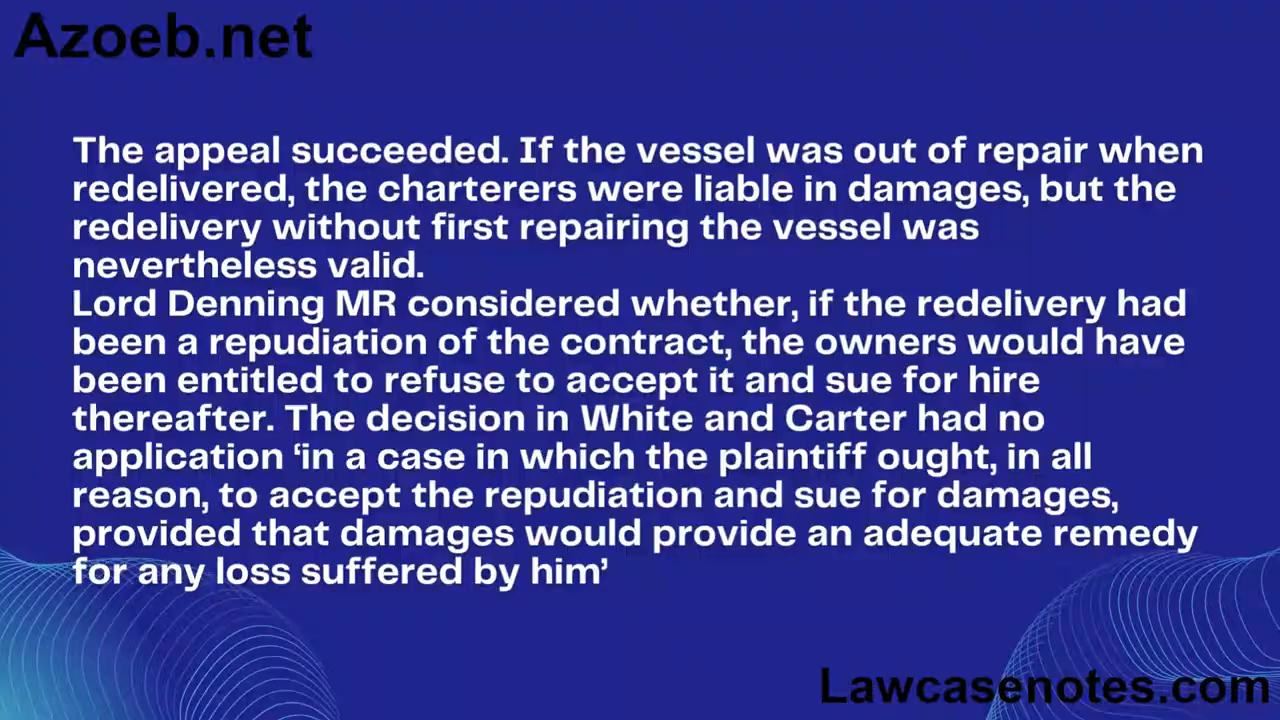 Azoeb.net
The appeal succeeded. If the vessel was out of repair when
redelivered, the charterers were liable in damages, but the
redelivery without first repairing the vessel was
nevertheless valid.
Lord Denning MR considered whether, if the redelivery had
been a repudiation of the contract, the owners would have
been entitled to refuse to accept it and sue for hire
thereafter. The decision in White and Carter had no
application ‘in a case in which the plaintiff ought, in all
reason, to accept the repudiation and sue for damages,
provided that damages would provide an adequate remedy
for any loss suffered by him’
Lawcasenotes.com